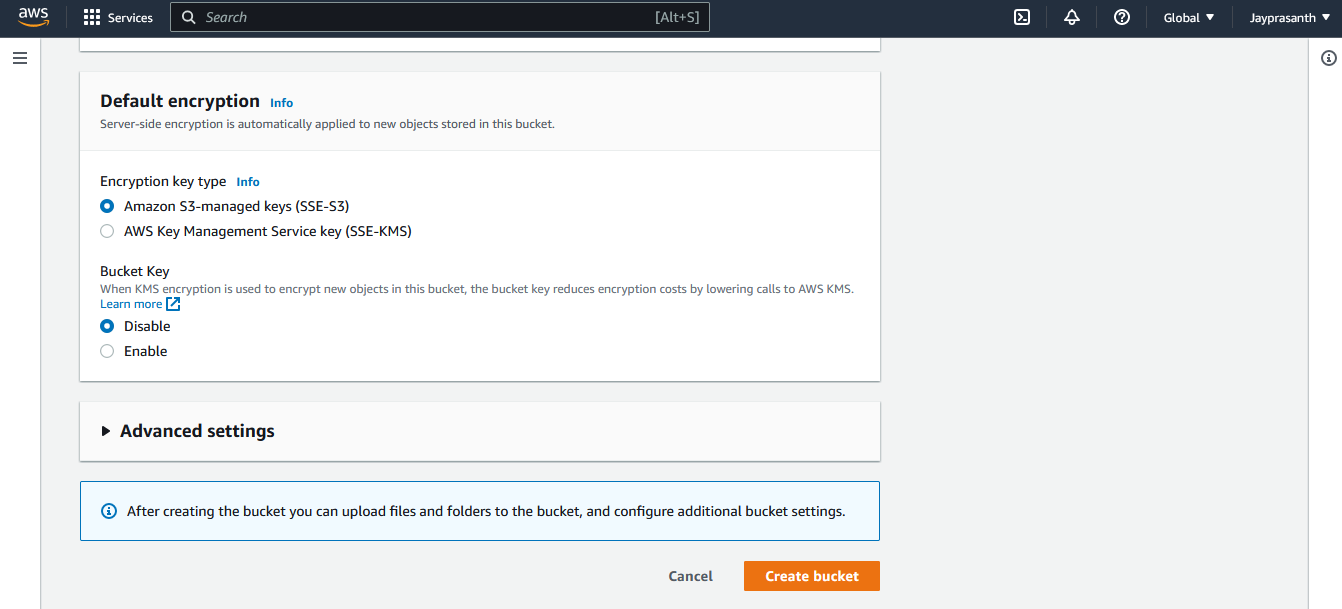 aws Services Search [Alt+S] Global Jayprasanth
Default encryption Info
Server-side encryption is automatically applied to new objects stored in this bucket.
Encryption key type Info
Amazon S3-managed keys (SSE-S3)
AWS Key Management Service key (SSE-KMS)
Bucket Key
When KMS encryption is used to encrypt new objects in this bucket, the bucket key reduces encryption costs by lowering calls to AWS KMS.
Learn more
Disable
Enable
Advanced settings
After creating the bucket you can upload files and folders to the bucket, and configure additional bucket settings.
Cancel Create bucket